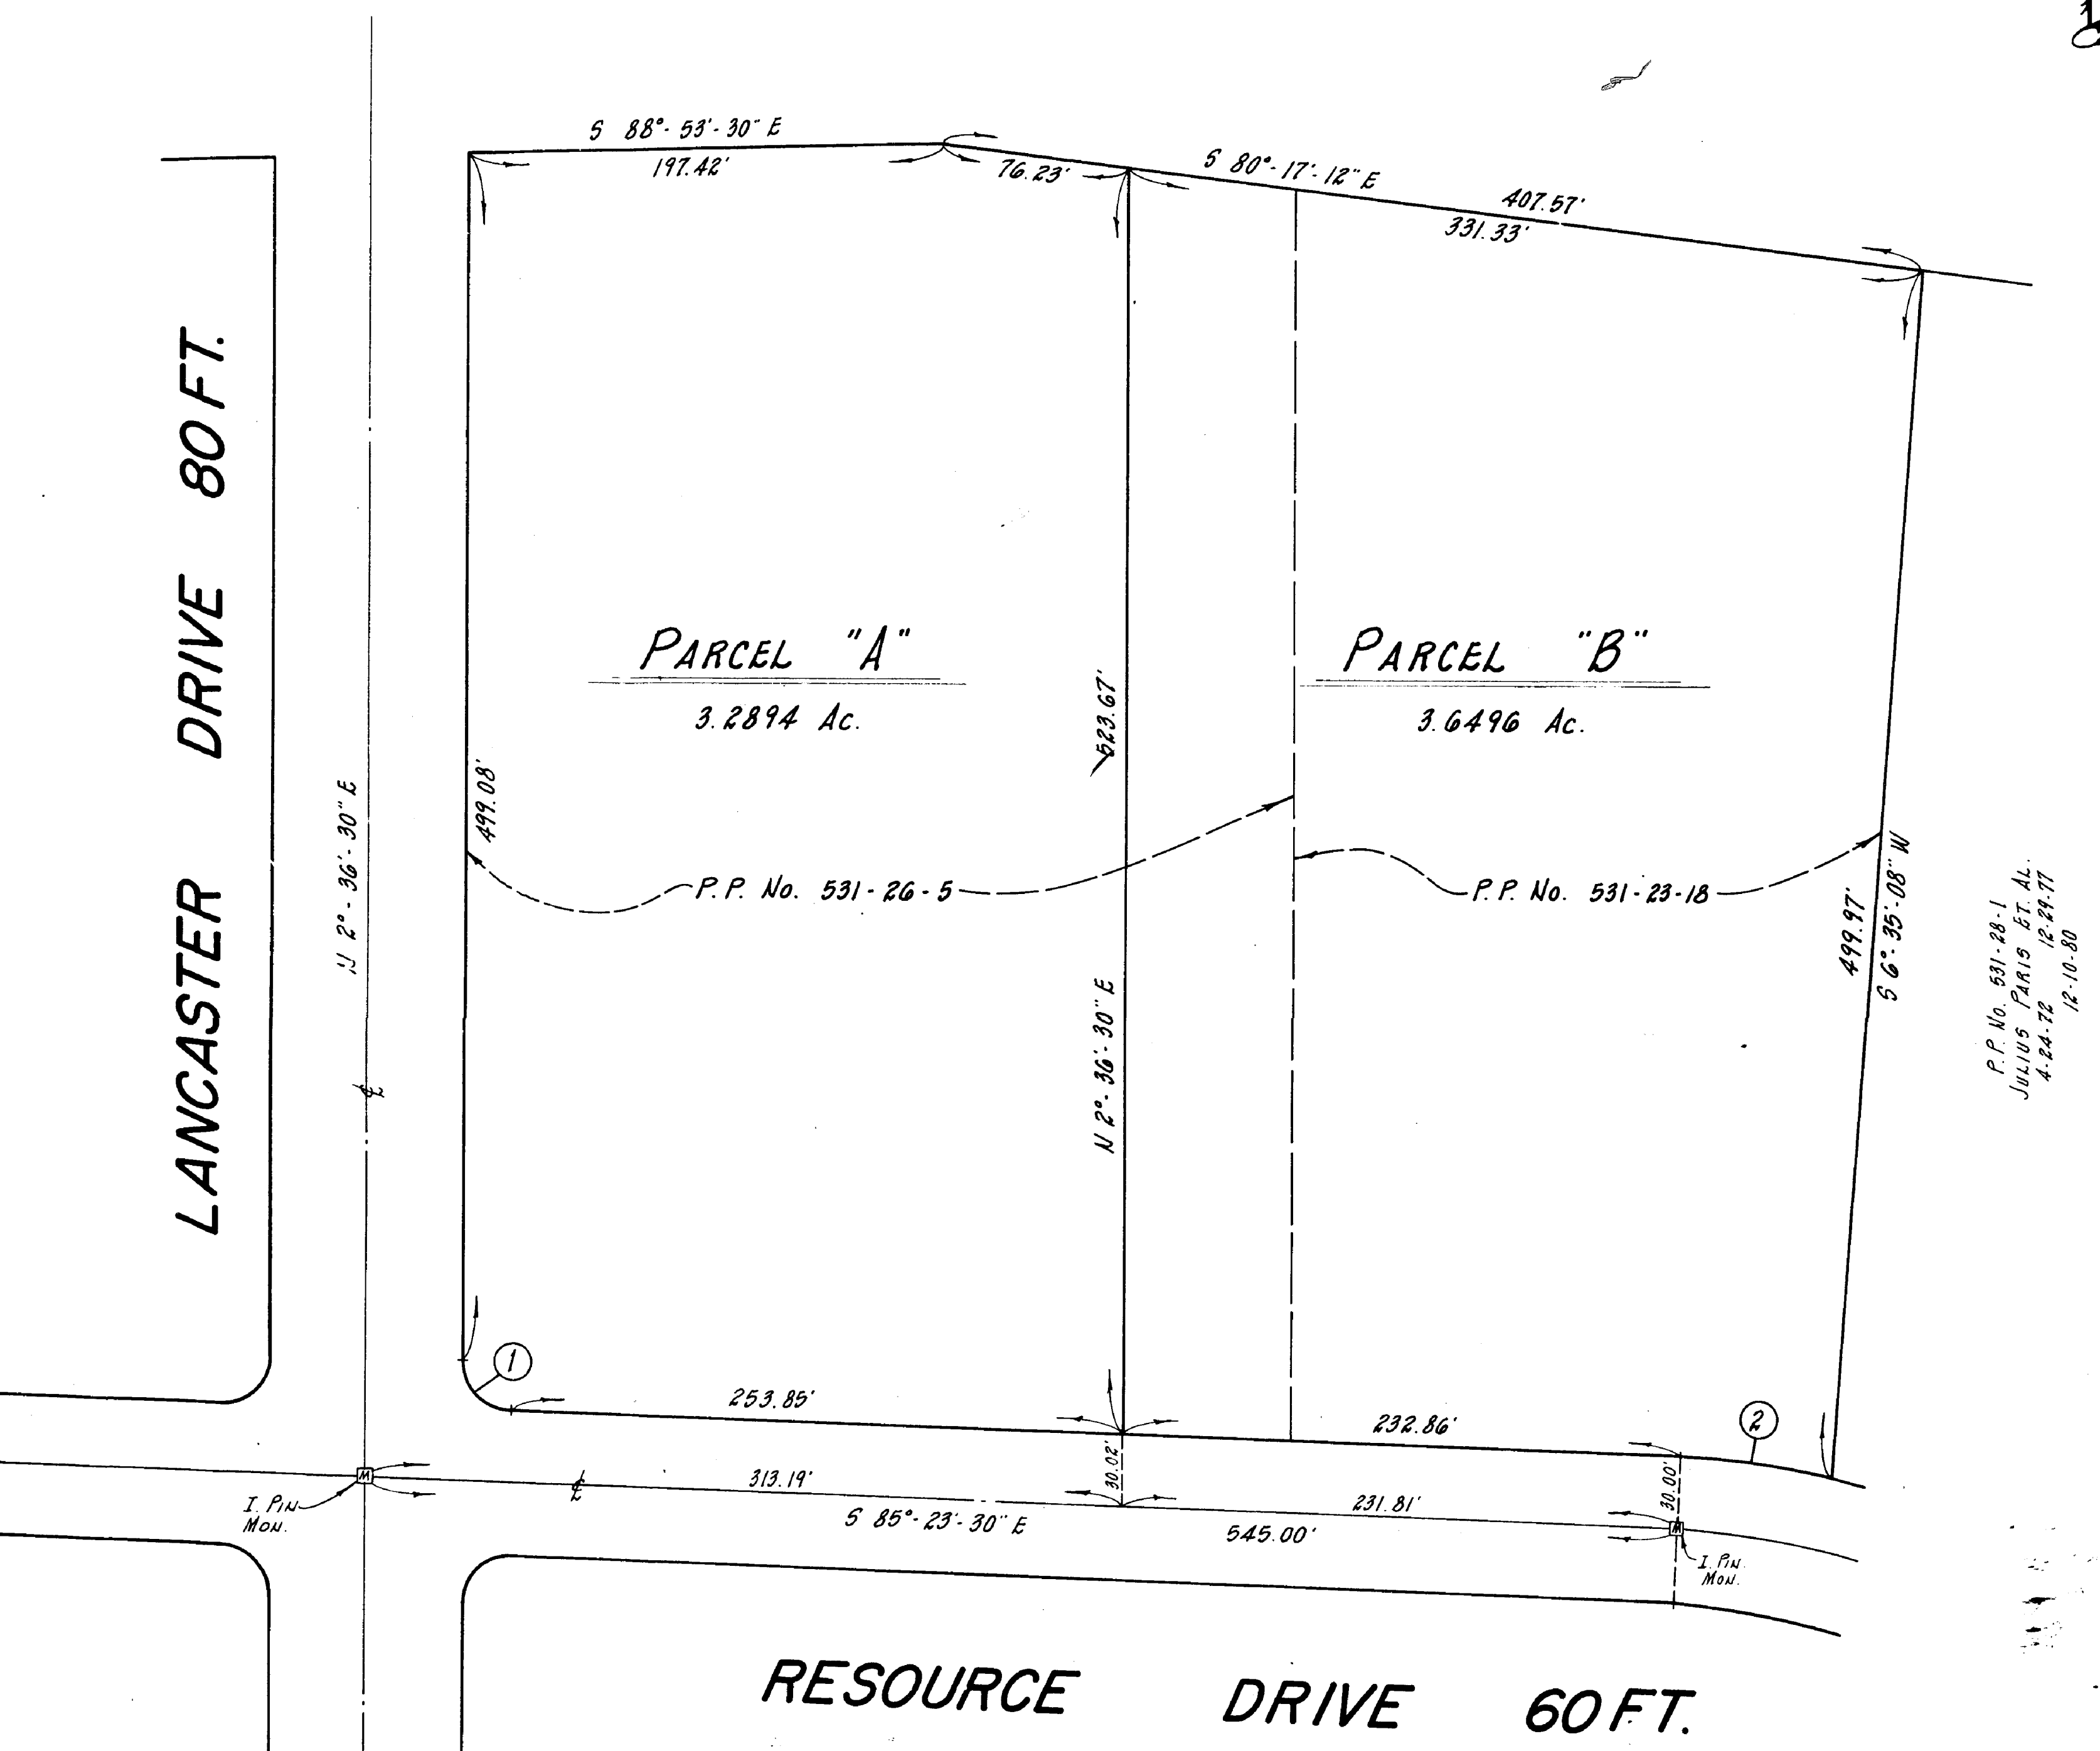 S 88°-53'-30" E
197.42'
76.23'
S 80°-17'-12" E
407.57'
331.33'
LANCASTER DRIVE 80 FT.
N 2°-36'-30" E
℄
PARCEL "A"
3.2894 AC.
499.08'
523.67'
N 2°-36'-30" E
PARCEL "B"
3.6496 AC.
P.P. No. 531-26-5
P.P. No. 531-23-18
499.97'
S 6°-35'-08" W
P.P. No. 531-28-1
JULIUS PARIS ET. AL.
4-24-72 12-29-77
12-10-80
1
253.85'
232.86'
2
30.02'
30.00'
M
I. PIN
MON.
℄
313.19'
S 85°-23'-30" E
231.81'
545.00'
M
I. PIN
MON.
RESOURCE DRIVE 60 FT.